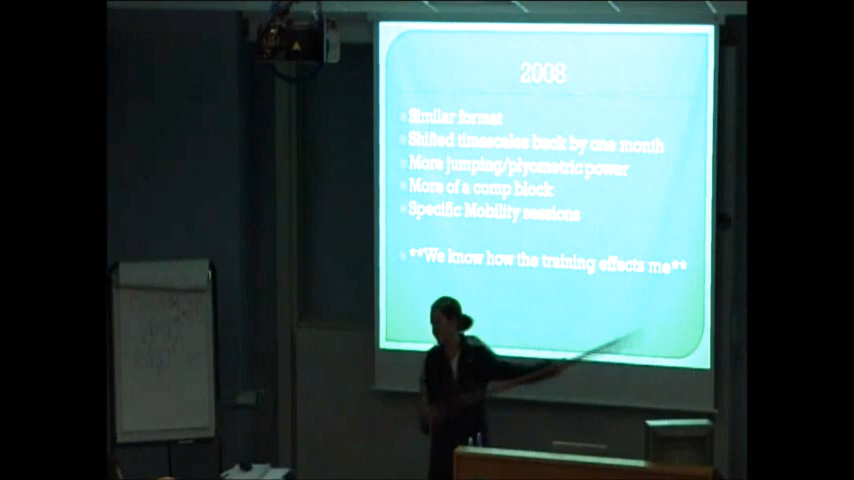 2008
Similar format
Shifted timescales back by one month
More jumping/plyometric power
More of a comp block
Specific Mobility sessions
**We know how the training effects me**